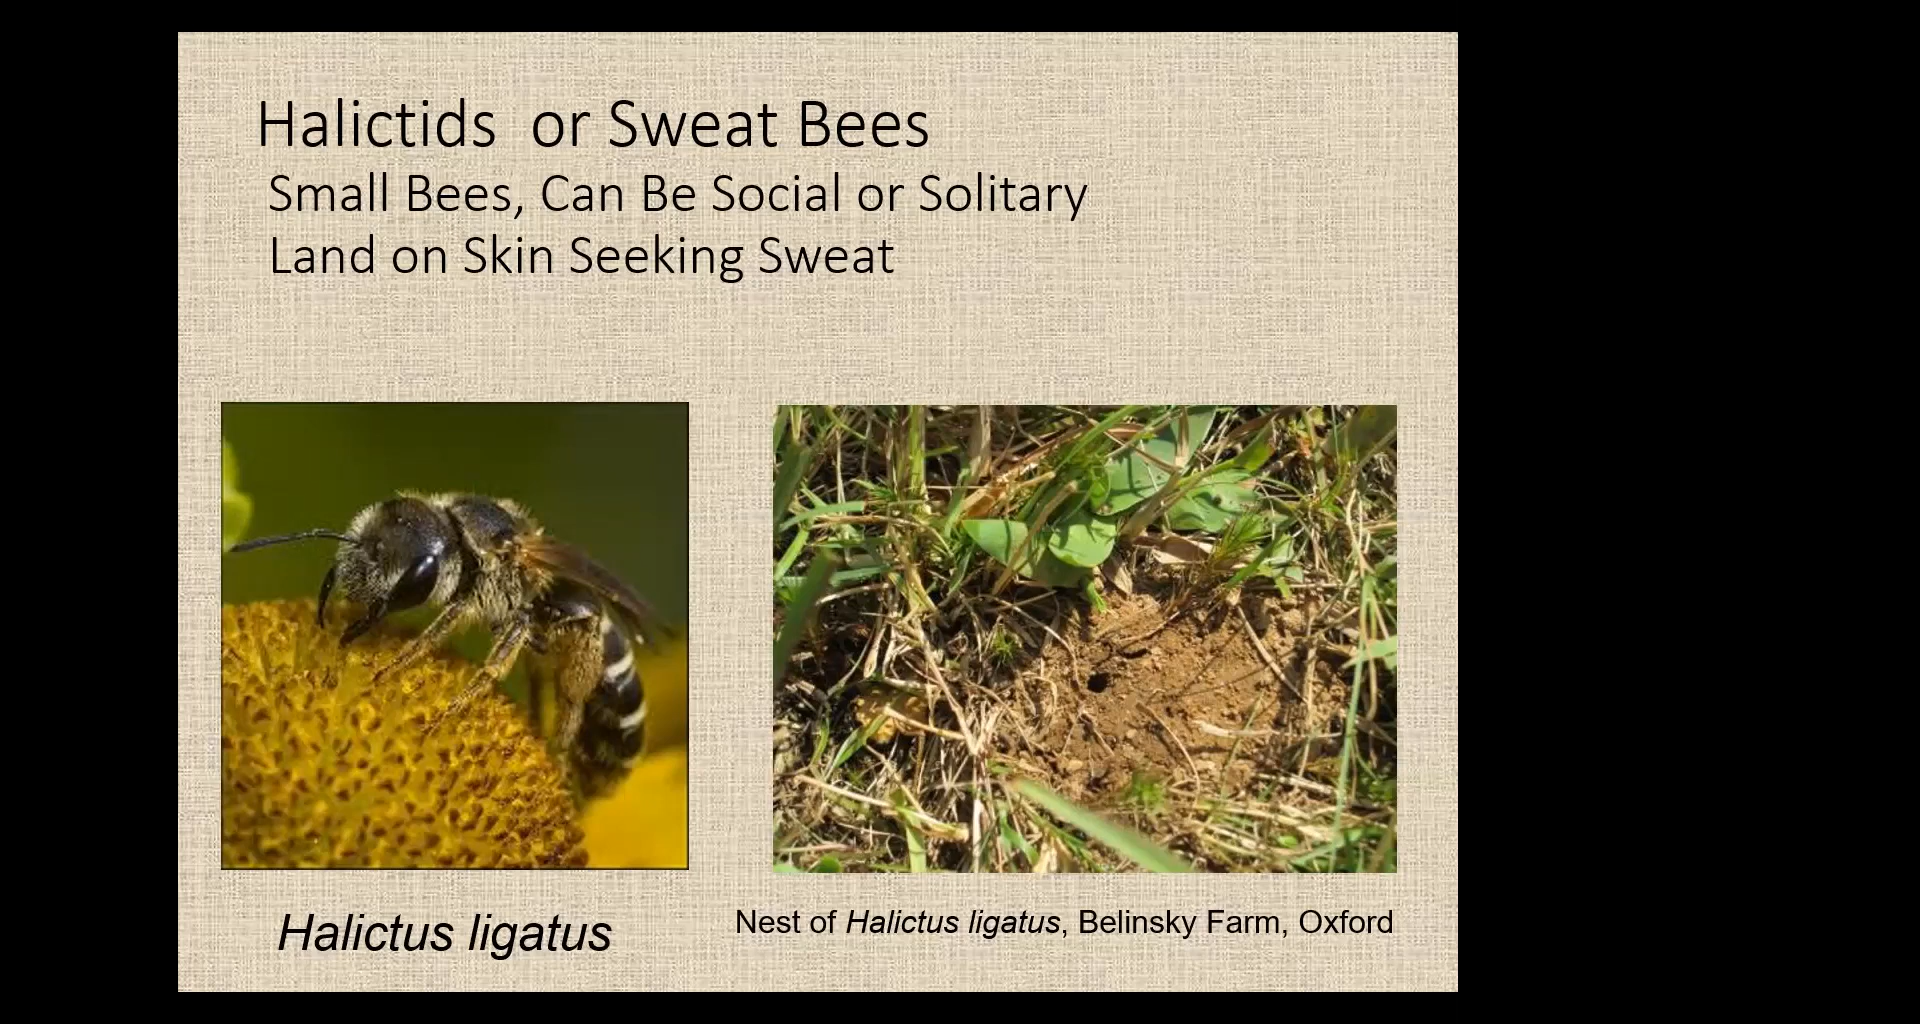 Halictids  or Sweat Bees
Small Bees, Can Be Social or Solitary
Land on Skin Seeking Sweat
Halictus ligatus
Nest of Halictus ligatus, Belinsky Farm, Oxford